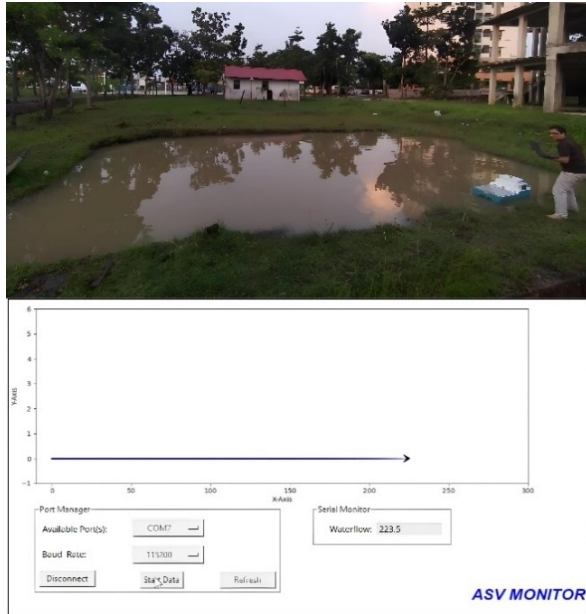 6
5
4
3
2
1
0
−1
Y-Axis
0 50 100 150 200 250 300
X-Axis
Port Manager
Available Port(s): COM7
Baud Rate: 115200
Disconnect Start Data Refresh
Serial Monitor
Waterflow: 223.5
ASV MONITOR